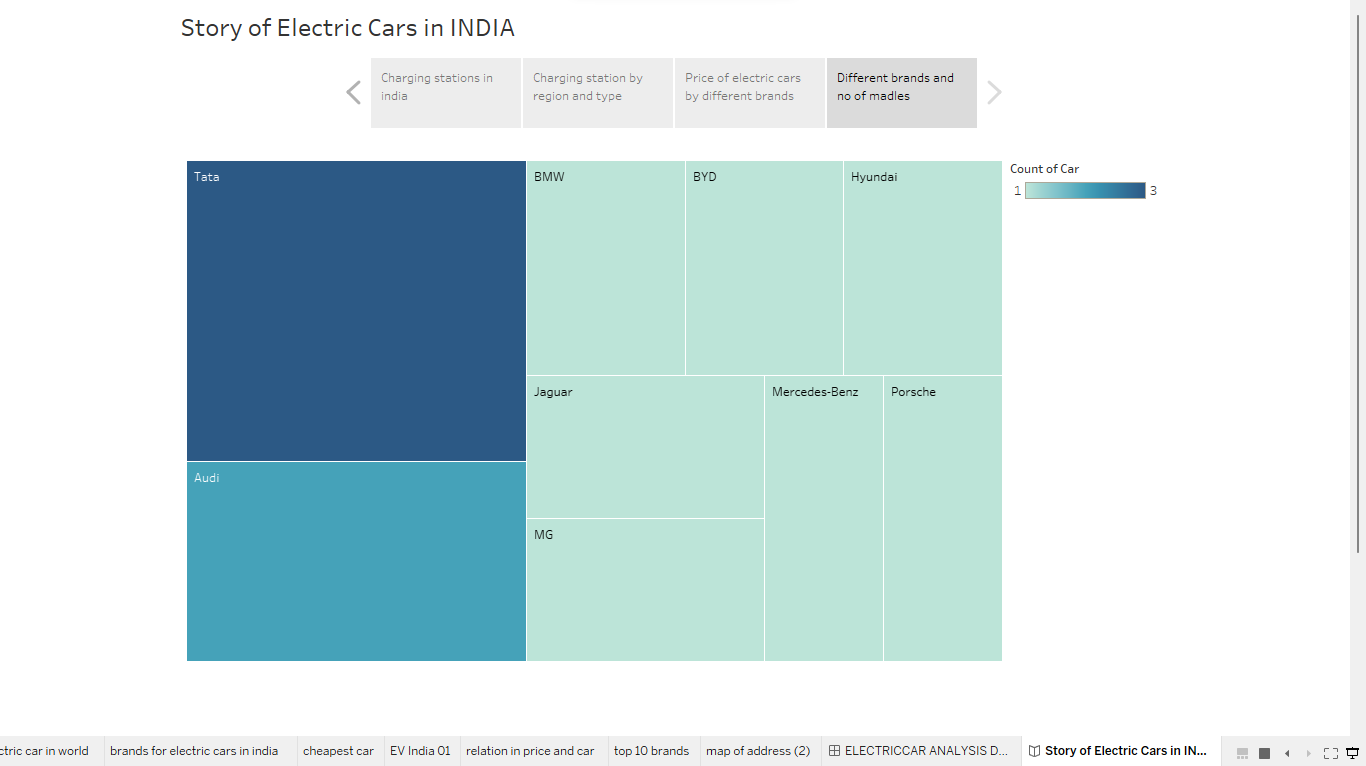 Story of Electric Cars in INDIA
Charging stations in
india
Charging station by
region and type
Price of electric cars
by different brands
Different brands and
no of madles
Tata
BMW
BYD
Hyundai
Count of Car
1
3
Jaguar
Mercedes-Benz
Porsche
Audi
MG
ctric car in world
brands for electric cars in india
cheapest car
EV India 01
relation in price and car
top 10 brands
map of address (2)
ELECTRICCAR ANALYSIS D...
Story of Electric Cars in IN...